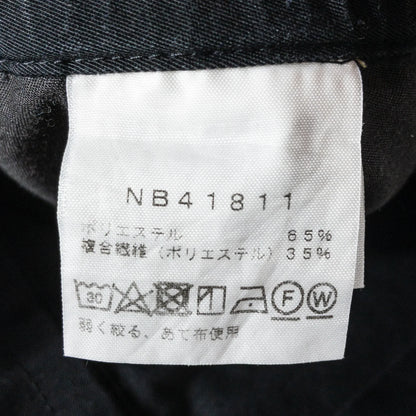 NB41811
ポリエステル 65%
複合繊維(ポリエステル)35%
30 F W
弱く絞る、あて布使用